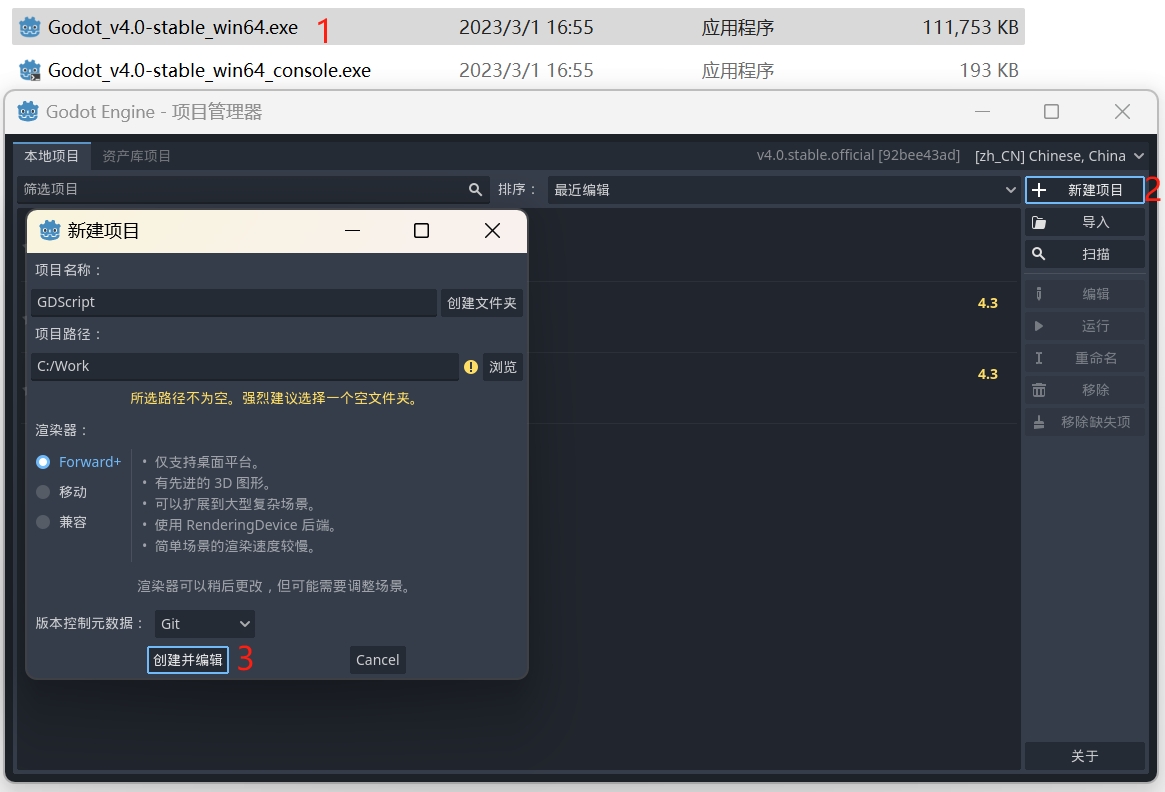 Godot_v4.0-stable_win64.exe 1 2023/3/1 16:55 应用程序 111,753 KB
Godot_v4.0-stable_win64_console.exe 2023/3/1 16:55 应用程序 193 KB
Godot Engine - 项目管理器
本地项目 资产库项目 v4.0.stable.official [92bee43ad] [zh_CN] Chinese, China
筛选项目 排序： 最近编辑 新建项目 2
新建项目 导入
扫描
项目名称：
GDScript 创建文件夹 4.3 编辑
项目路径： 运行
C:/Work ! 浏览 4.3 重命名
所选路径不为空。强烈建议选择一个空文件夹。 移除
渲染器： 移除缺失项
Forward+ • 仅支持桌面平台。
• 有先进的 3D 图形。
移动 • 可以扩展到大型复杂场景。
兼容 • 使用 RenderingDevice 后端。
• 简单场景的渲染速度较慢。
渲染器可以稍后更改，但可能需要调整场景。
版本控制元数据： Git
创建并编辑 3 Cancel
关于